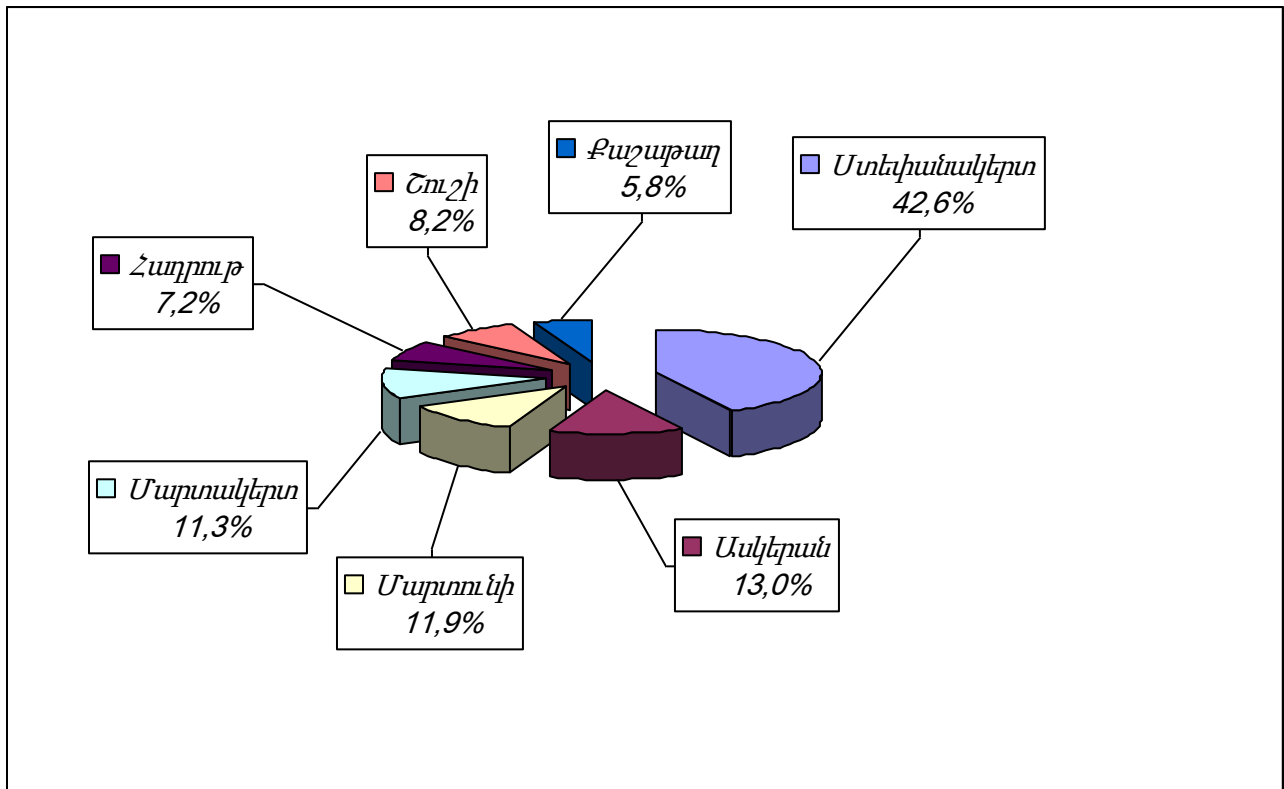 Քաշաթաղ
5,8%
Ստեփանակերտ
42,6%
Շուշի
8,2%
Հադրութ
7,2%
Մարտակերտ
11,3%
Ասկերան
13,0%
Մարտունի
11,9%